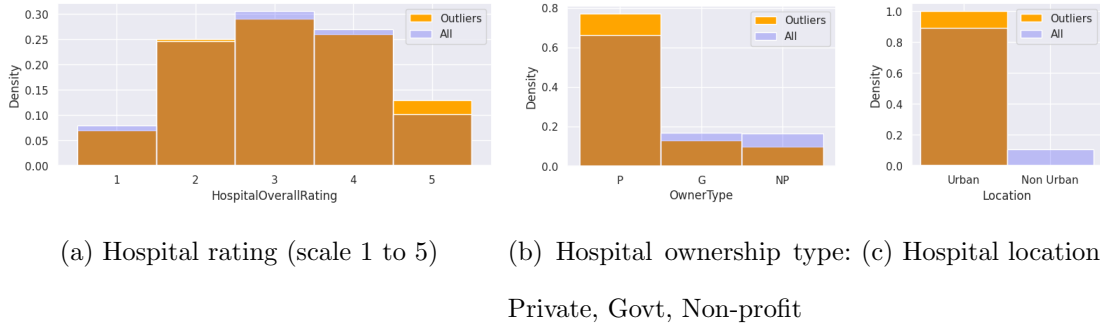 0.30
0.25
0.20
0.15
0.10
0.05
0.00
Density
1 2 3 4 5
HospitalOverallRating
Outliers
All
0.8
0.6
0.4
0.2
0.0
Density
P G NP
OwnerType
Outliers
All
1.0
0.8
0.6
0.4
0.2
0.0
Density
Urban Non Urban
Location
Outliers
All
(a) Hospital rating (scale 1 to 5)
(b) Hospital ownership type:
Private, Govt, Non-profit
(c) Hospital location